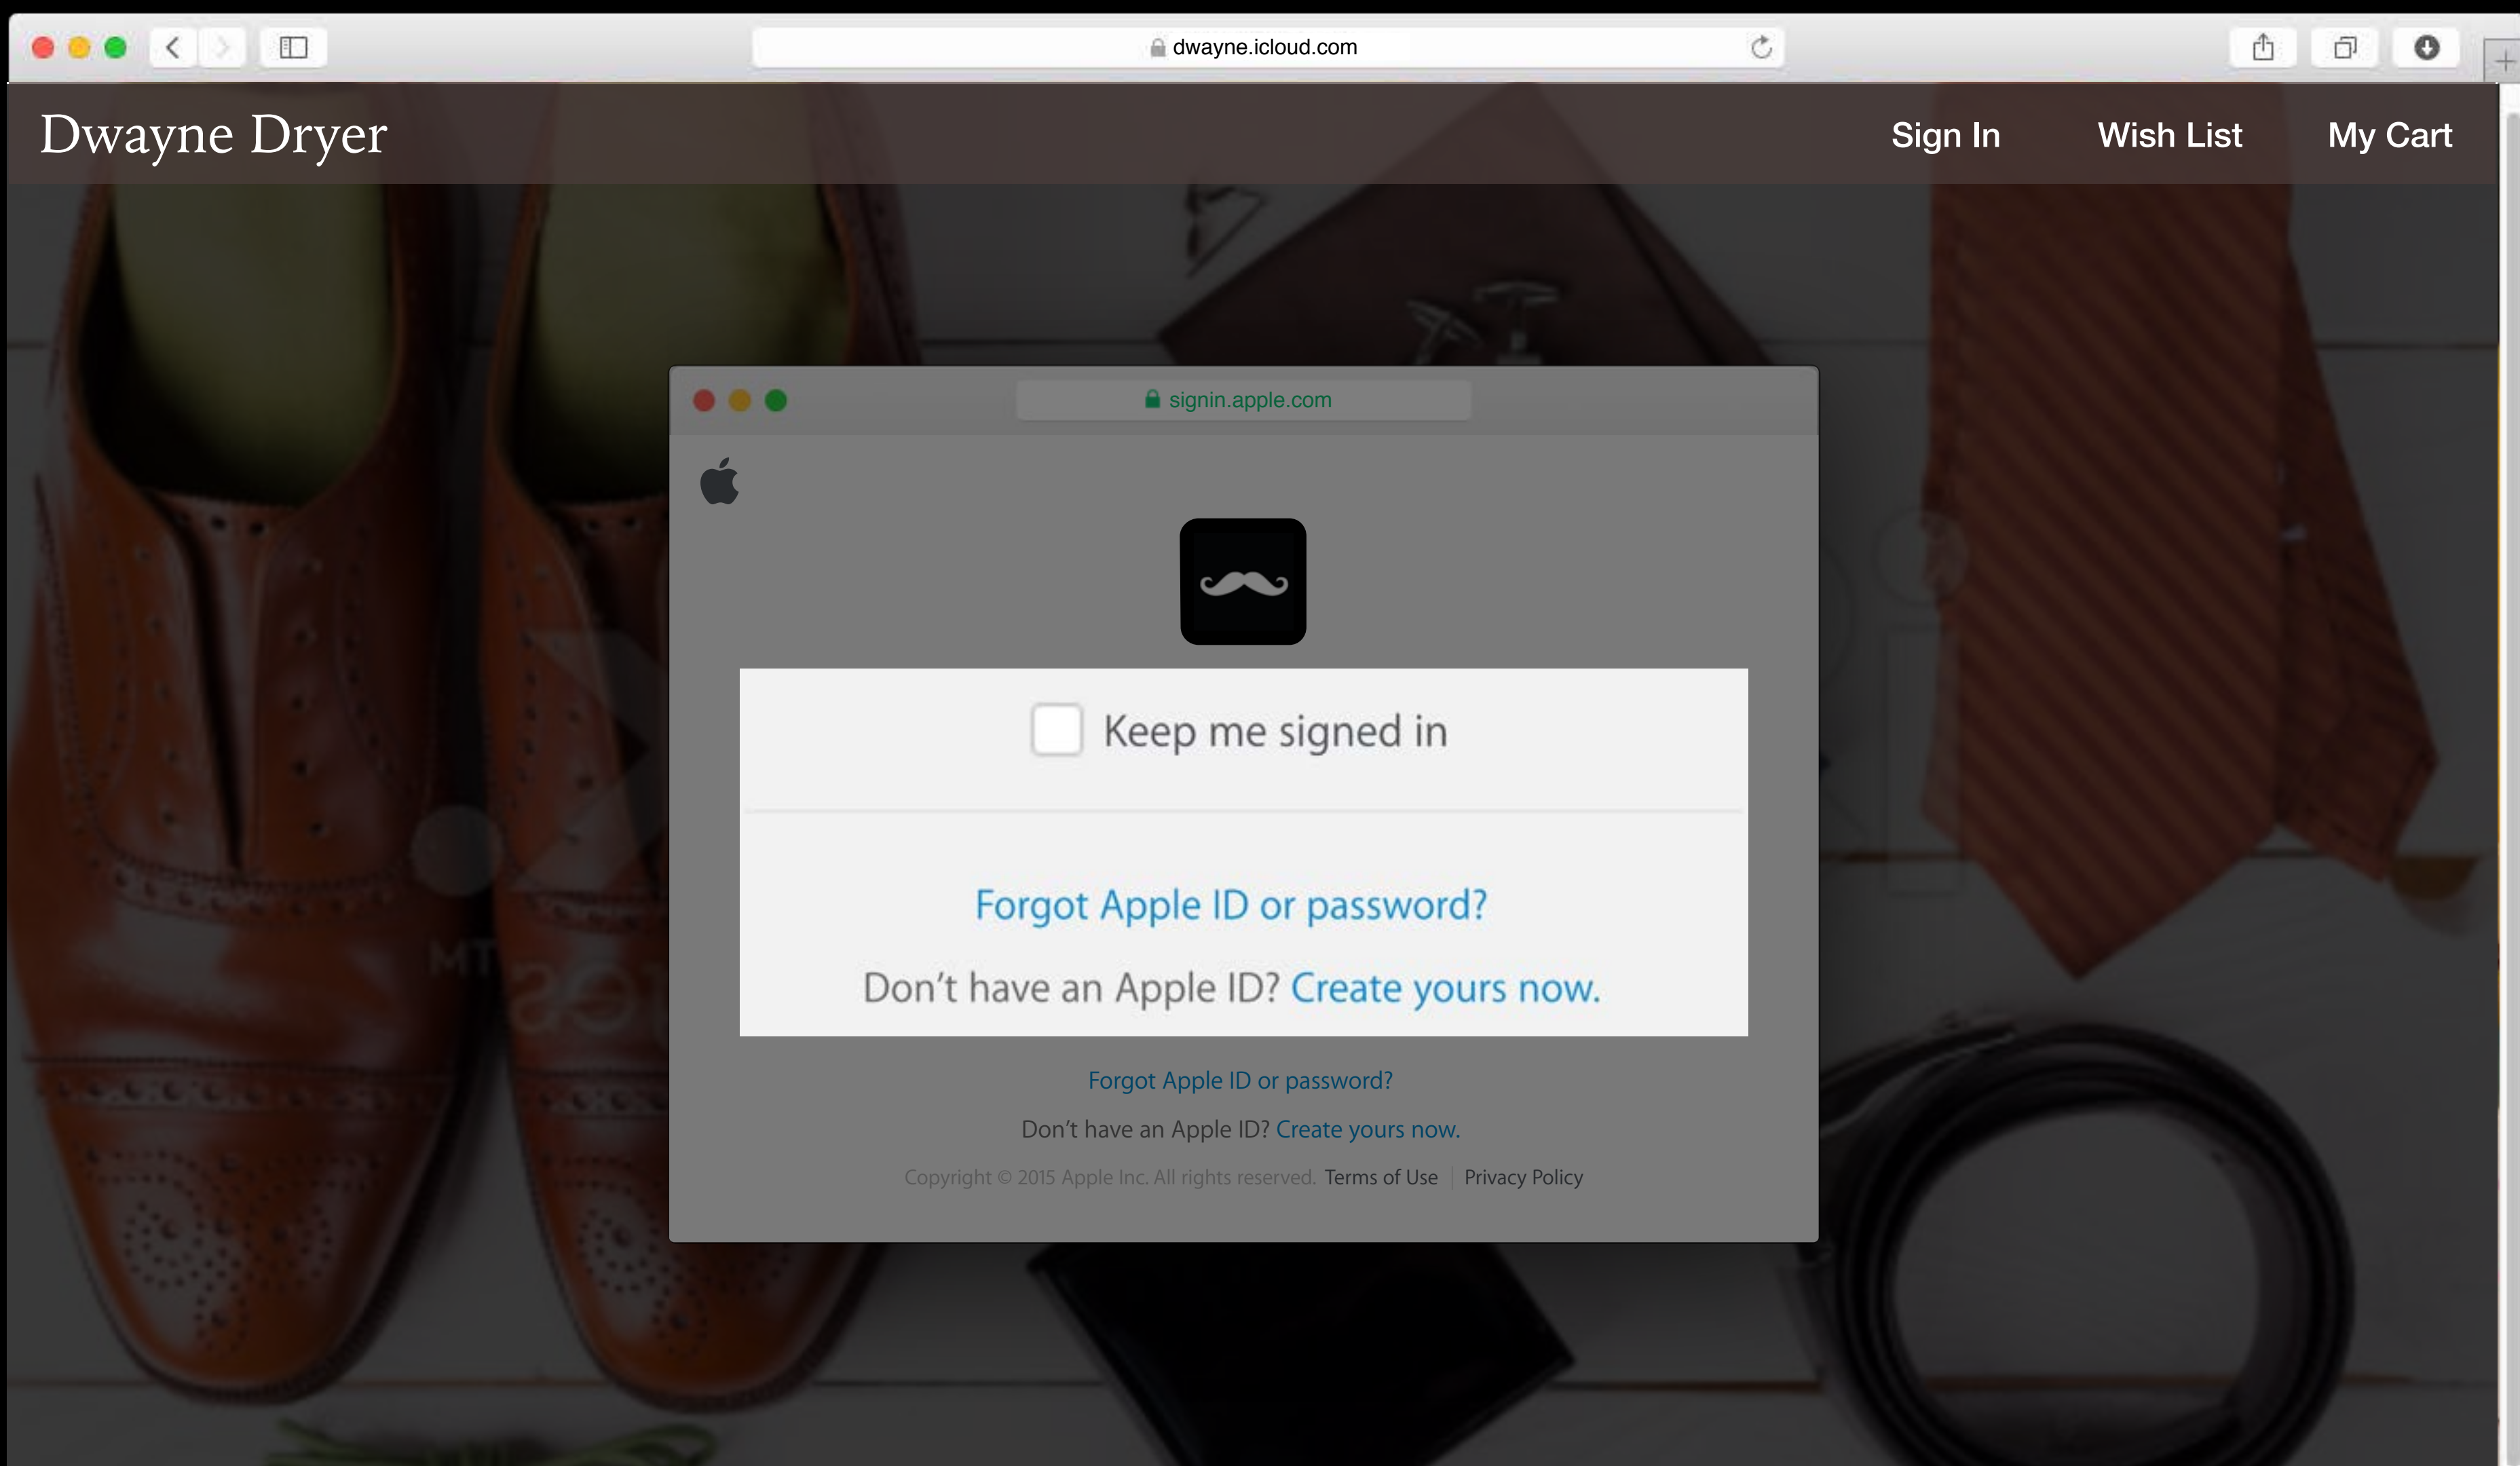 dwayne.icloud.com
Dwayne Dryer
Sign In Wish List My Cart
signin.apple.com
Keep me signed in
Forgot Apple ID or password?
Don't have an Apple ID? Create yours now.
Forgot Apple ID or password?
Don't have an Apple ID? Create yours now.
Copyright © 2015 Apple Inc. All rights reserved. Terms of Use | Privacy Policy